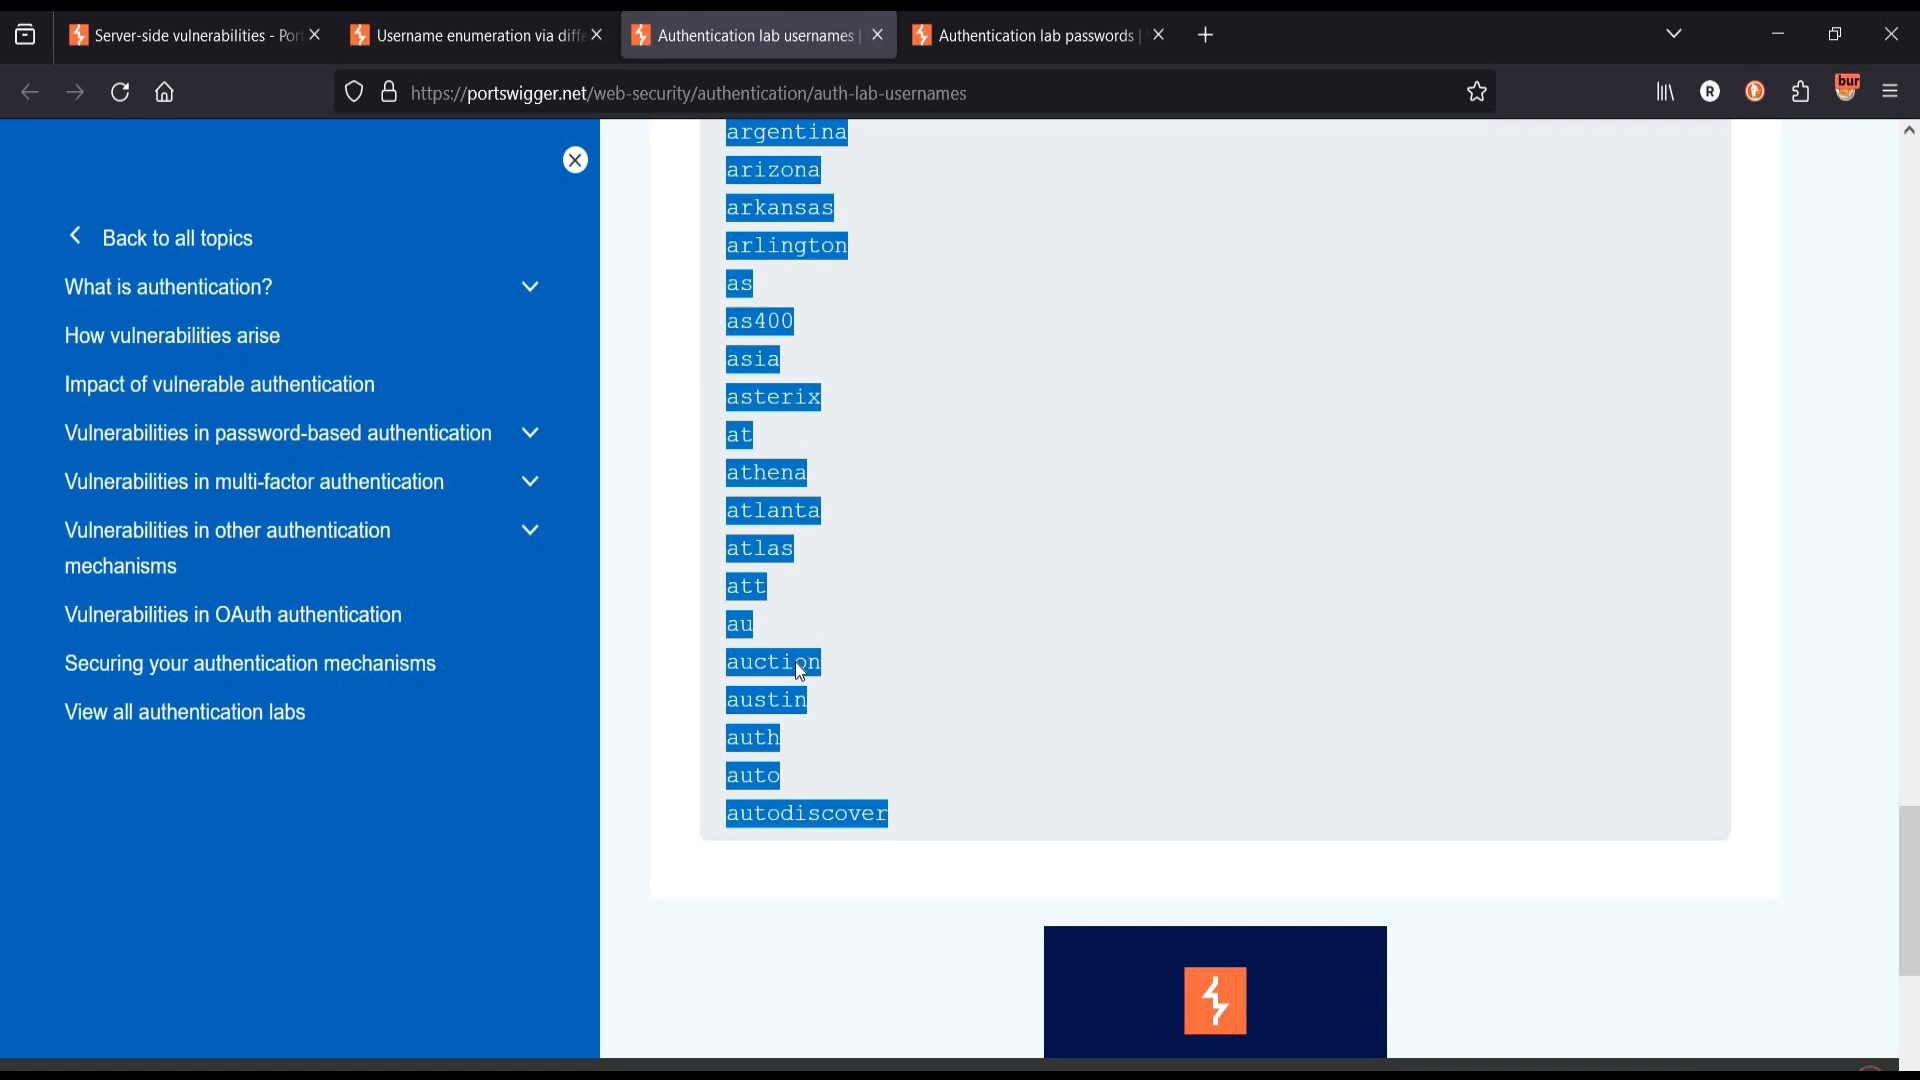 Server-side vulnerabilities - Por
Username enumeration via diffe
Authentication lab usernames |
Authentication lab passwords |
https://portswigger.net/web-security/authentication/auth-lab-usernames
R
bur
Back to all topics
What is authentication?
How vulnerabilities arise
Impact of vulnerable authentication
Vulnerabilities in password-based authentication
Vulnerabilities in multi-factor authentication
Vulnerabilities in other authentication
mechanisms
Vulnerabilities in OAuth authentication
Securing your authentication mechanisms
View all authentication labs
argentina
arizona
arkansas
arlington
as
as400
asia
asterix
at
athena
atlanta
atlas
att
au
auction
austin
auth
auto
autodiscover